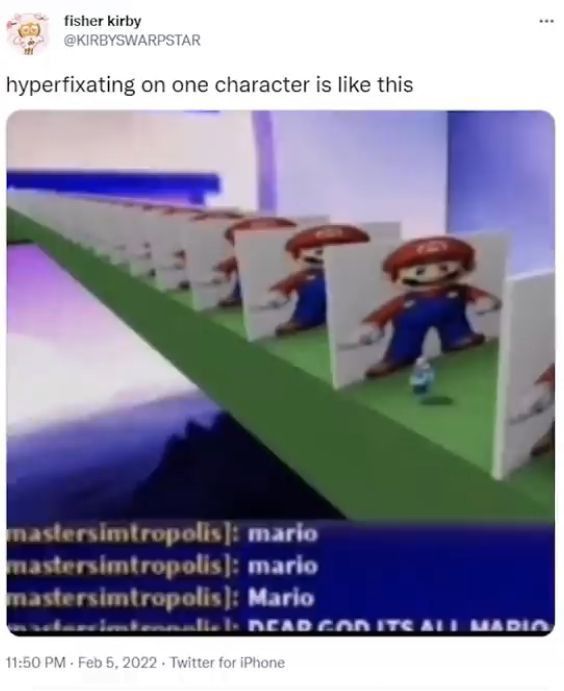 fisher kirby
@KIRBYSWARPSTAR
hyperfixating on one character is like this
mastersimtropolis]: mario
mastersimtropolis]: mario
mastersimtropolis]: Mario
mastersimtropolis]: DEAR GOD ITS ALL MARIO
11:50 PM · Feb 5, 2022 · Twitter for iPhone